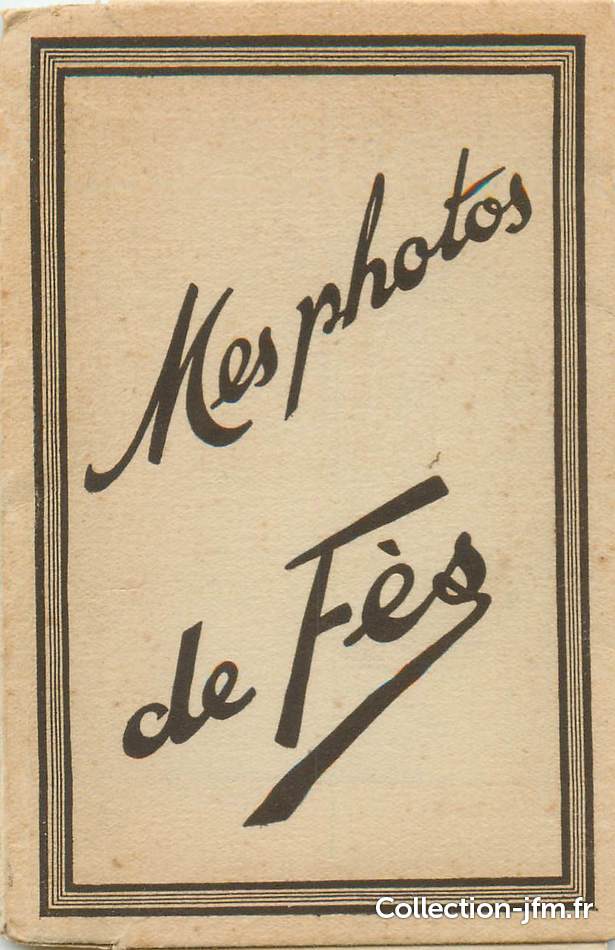 Mes photos
de Fès
Collection-jfm.fr